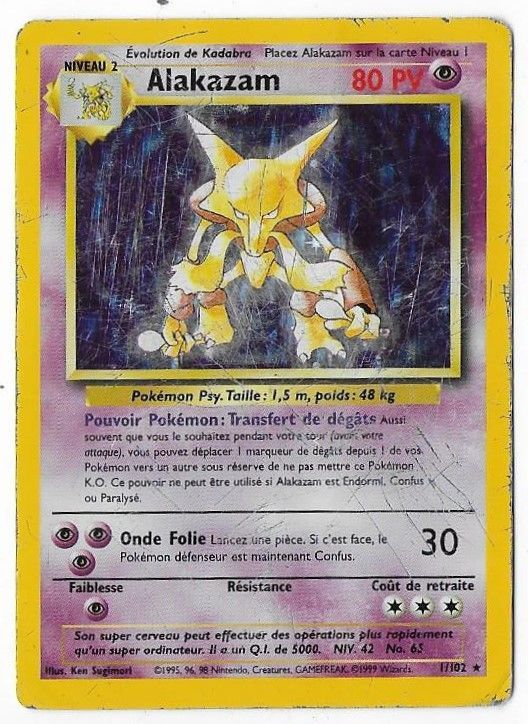 Évolution de Kadabra Placez Alakazam sur la carte Niveau 1
NIVEAU 2
Alakazam 80 PV
Pokémon Psy. Taille: 1,5 m, poids: 48 kg
Pouvoir Pokémon: Transfert de dégâts Aussi
souvent que vous le souhaitez pendant votre tour (avant votre
attaque), vous pouvez déplacer 1 marqueur de dégâts depuis 1 de vos
Pokémon vers un autre sous réserve de ne pas mettre ce Pokémon
K.O. Ce pouvoir ne peut être utilisé si Alakazam est Endormi, Confus
ou Paralysé.
Onde Folie Lancez une pièce. Si c'est face, le
Pokémon défenseur est maintenant Confus.
30
Faiblesse Résistance Coût de retraite
Son super cerveau peut effectuer des opérations plus rapidement
qu'un super ordinateur. Il a un Q.I. de 5000. NIV. 42 No. 65
Illus. Ken Sugimori ©1995, 96, 98 Nintendo, Creatures, GAMEFREAK. ©1999 Wizards. 1/102 ★